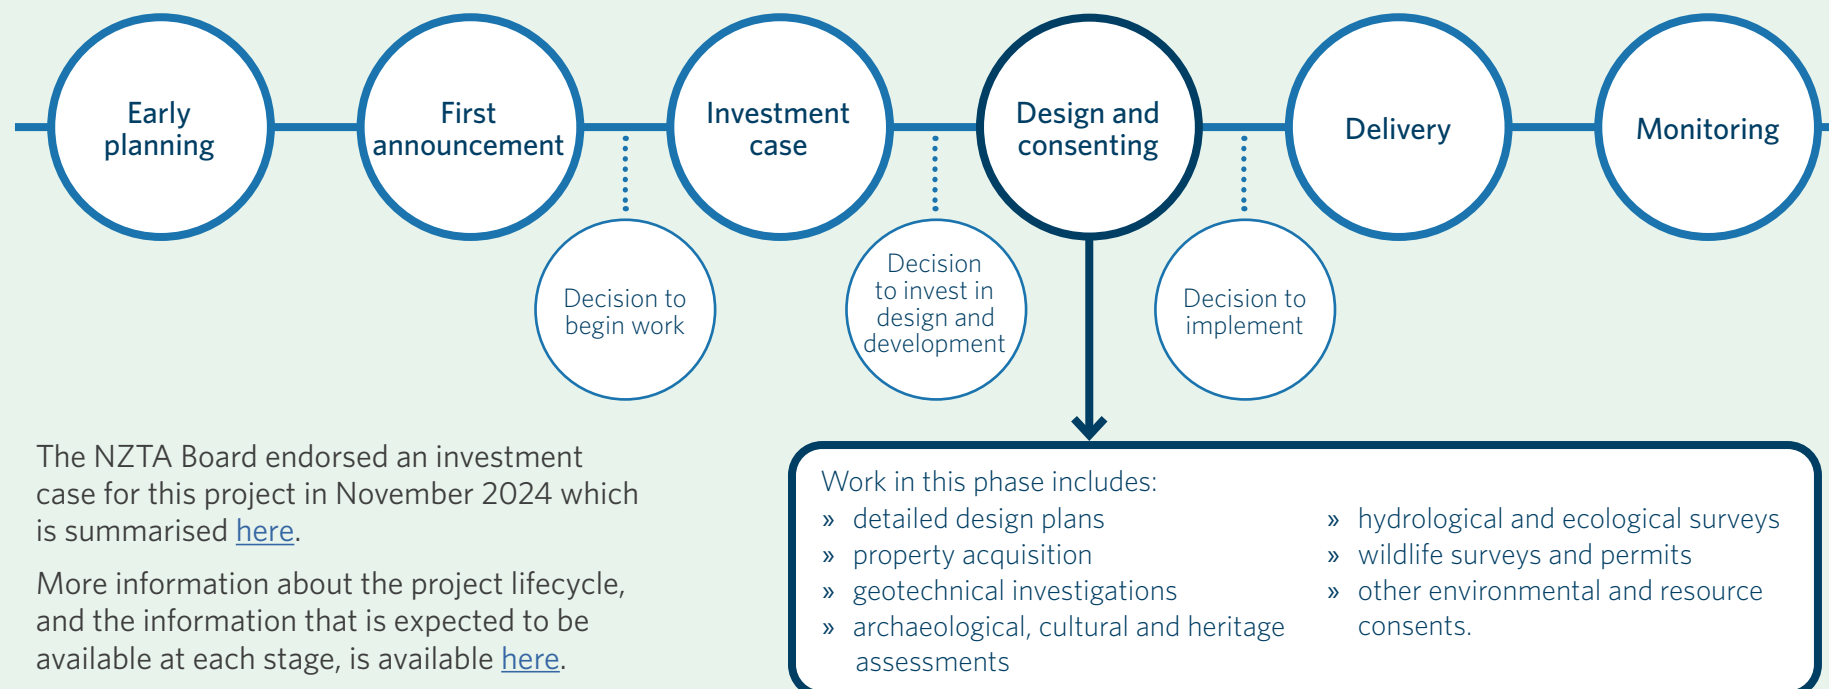 Early
planning
First
announcement
Investment
case
Design and
consenting
Delivery
Monitoring
Decision to
begin work
Decision
to invest in
design and
development
Decision to
implement
The NZTA Board endorsed an investment
case for this project in November 2024 which
is summarised here.
More information about the project lifecycle,
and the information that is expected to be
available at each stage, is available here.
Work in this phase includes:
» detailed design plans
» property acquisition
» geotechnical investigations
» archaeological, cultural and heritage
assessments
» hydrological and ecological surveys
» wildlife surveys and permits
» other environmental and resource
consents.